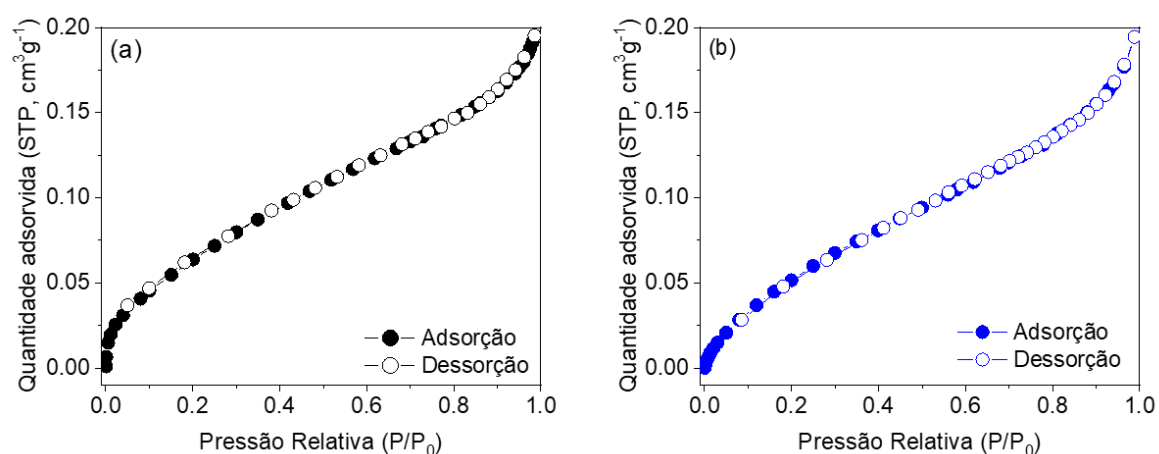 (a)
Quantidade adsorvida (STP, cm³g⁻¹)
0.20
0.15
0.10
0.05
0.00
0.0 0.2 0.4 0.6 0.8 1.0
Pressão Relativa (P/P₀)
Adsorção
Dessorção
(b)
Quantidade adsorvida (STP, cm³g⁻¹)
0.20
0.15
0.10
0.05
0.00
0.0 0.2 0.4 0.6 0.8 1.0
Pressão Relativa (P/P₀)
Adsorção
Dessorção